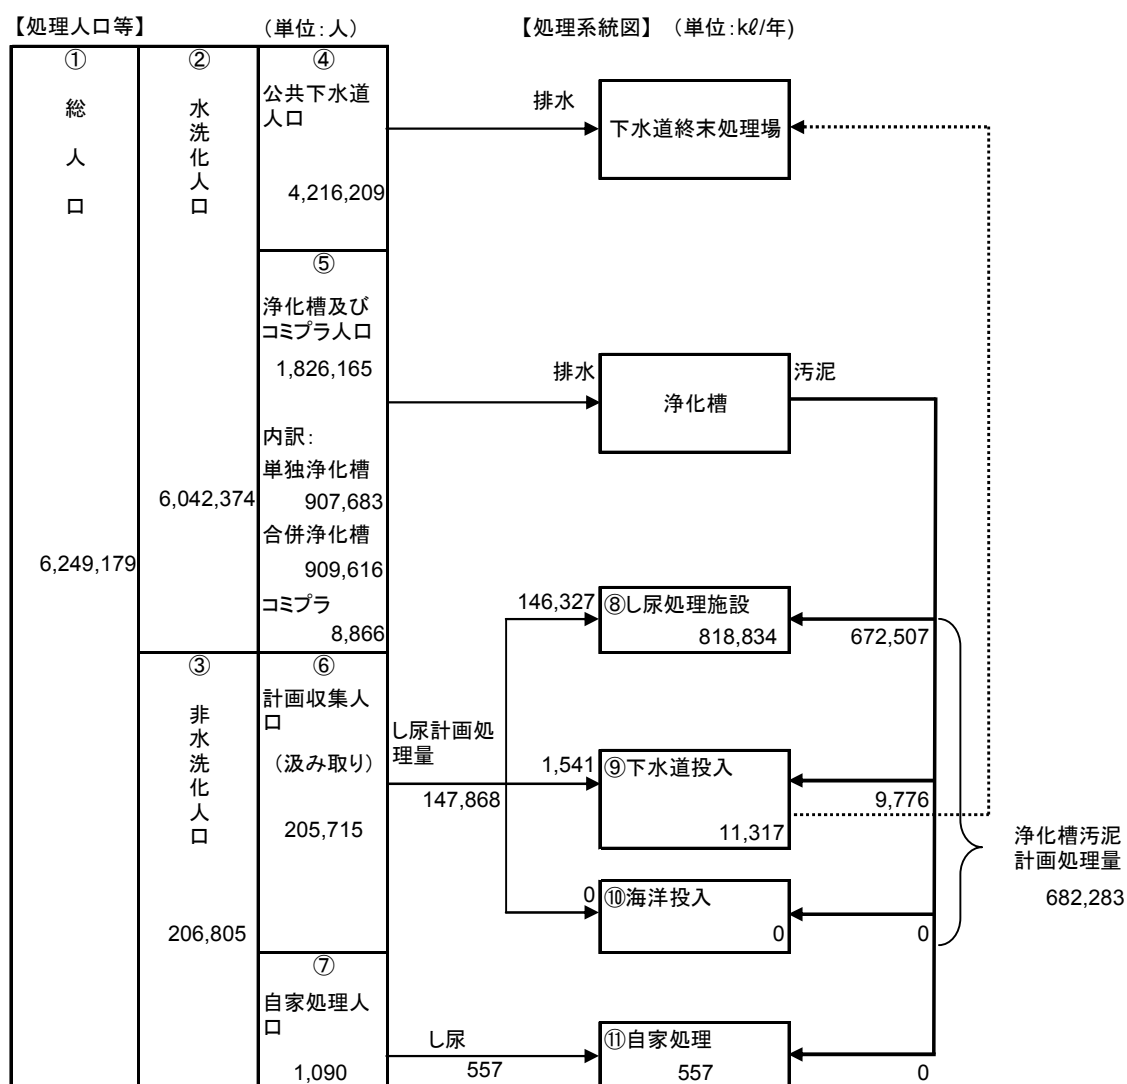 【処理人口等】 (単位:人)
【処理系統図】 (単位:kℓ/年)
①
総
人
口
6,249,179
②
水
洗
化
人
口
6,042,374
③
非
水
洗
化
人
口
206,805
④
公共下水道
人口
4,216,209
⑤
浄化槽及び
コミプラ人口
1,826,165
内訳:
単独浄化槽
907,683
合併浄化槽
909,616
コミプラ
8,866
⑥
計画収集人
口
(汲み取り)
205,715
⑦
自家処理人
口
1,090
排水
下水道終末処理場
排水
浄化槽
汚泥
し尿計画処
理量
147,868
146,327
⑧し尿処理施設
818,834
672,507
1,541
⑨下水道投入
11,317
9,776
0
⑩海洋投入
0
0
浄化槽汚泥
計画処理量
682,283
し尿
557
⑪自家処理
557
0